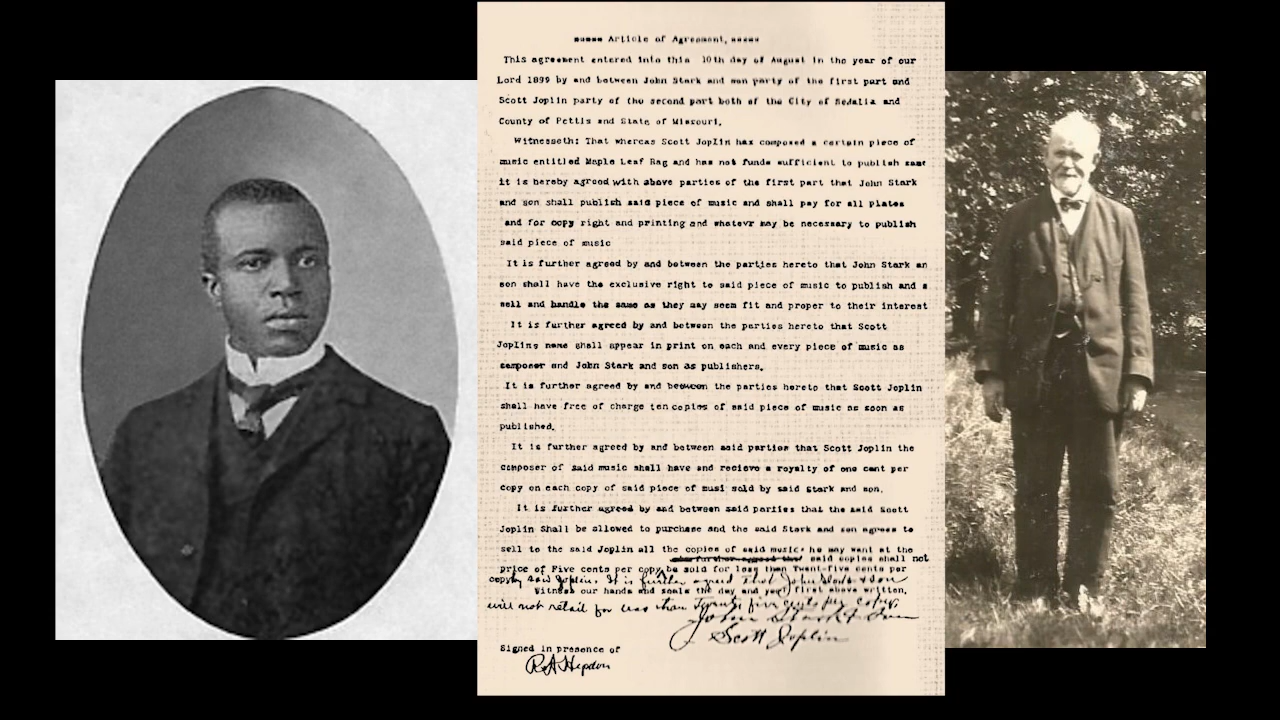 ***** Article of Agreement, *****
This agreement entered into this 10th day of August in the year of our
Lord 1899 by and between John Stark and son party of the first part and
Scott Joplin party of the second part both of the City of Sedalia and
County of Pettis and State of Missouri.
Witnesseth: That whereas Scott Joplin has composed a certain piece of
music entitled Maple Leaf Rag and has not funds sufficient to publish same
it is hereby agreed with above parties of the first part that John Stark
and son shall publish said piece of music and shall pay for all plates
and for copy right and printing and whatevr may be necessary to publish
said piece of music
It is further agreed by and between the parties hereto that John Stark an
son shall have the exclusive right to said piece of music to publish and s
sell and handle the same as they may seem fit and proper to their interest
It is further agreed by and between the parties hereto that Scott
Joplins name shall appear in print on each and every piece of music as
composer and John Stark and son as publishers.
It is further agreed by and between the parties hereto that Scott Joplin
shall have free of charge ten copies of said piece of music as soon as
published.
It is further agreed by and between said parties that Scott Joplin the
composer of said music shall have and recieve a royalty of one cent per
copy on each copy of said piece of musi sold by said Stark and son.
It is further agreed by and between said parties that the said Scott
Joplin Shall be allowed to purchase and the said Stark and son agrees to
sell to the said Joplin all the copies of said music he may want at the
price of Five cents per copy be sold for less than Twenty-five cents per
said copies shall not
copy by said Joplin. It is further agreed that John Stark & son
Witness our hands and seals the day and year first above written.
will not retail for less than Twenty five cents per copy.
John Stark & Son
Scott Joplin
Signed in presence of